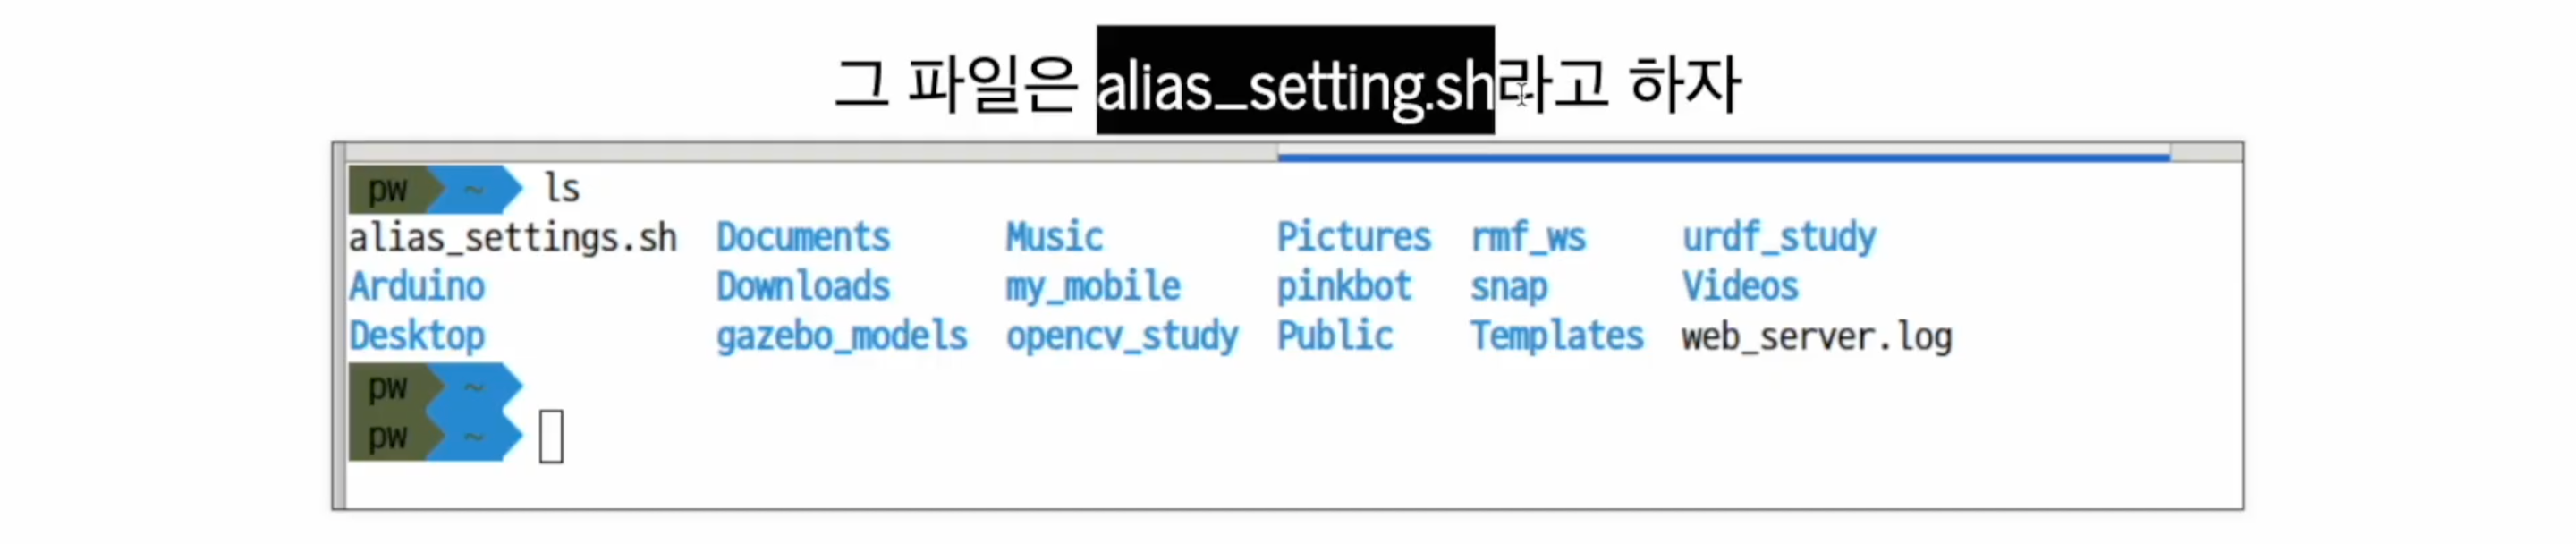 그 파일은 alias_setting.sh라고 하자
pw ~ ls
alias_settings.sh Documents Music Pictures rmf_ws urdf_study
Arduino Downloads my_mobile pinkbot snap Videos
Desktop gazebo_models opencv_study Public Templates web_server.log
pw ~
pw ~